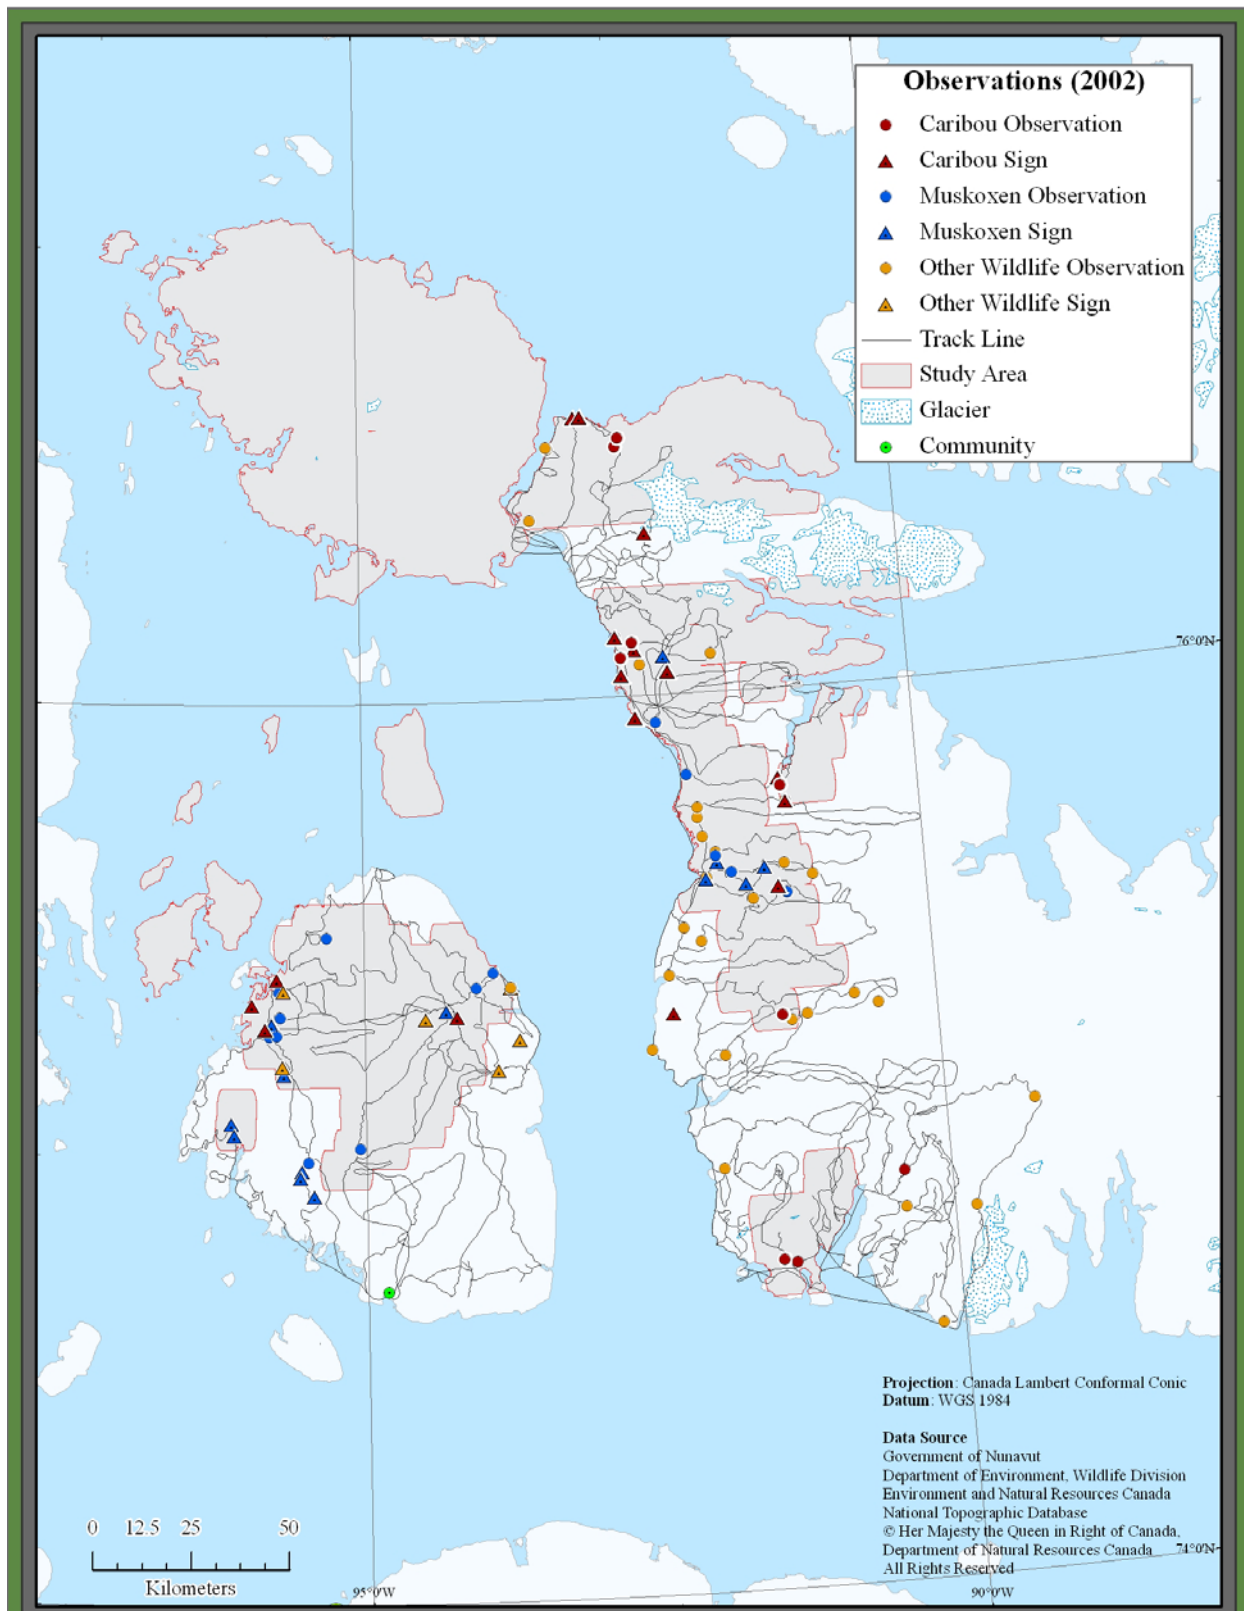 Observations (2002)
Caribou Observation
Caribou Sign
Muskoxen Observation
Muskoxen Sign
Other Wildlife Observation
Other Wildlife Sign
Track Line
Study Area
Glacier
Community
76°0'N
Projection: Canada Lambert Conformal Conic
Datum: WGS 1984
Data Source
Government of Nunavut
Department of Environment, Wildlife Division
Environment and Natural Resources Canada
National Topographic Database
© Her Majesty the Queen in Right of Canada,
Department of Natural Resources Canada
All Rights Reserved
74°0'N
0 12.5 25 50
Kilometers
95°0'W
90°0'W